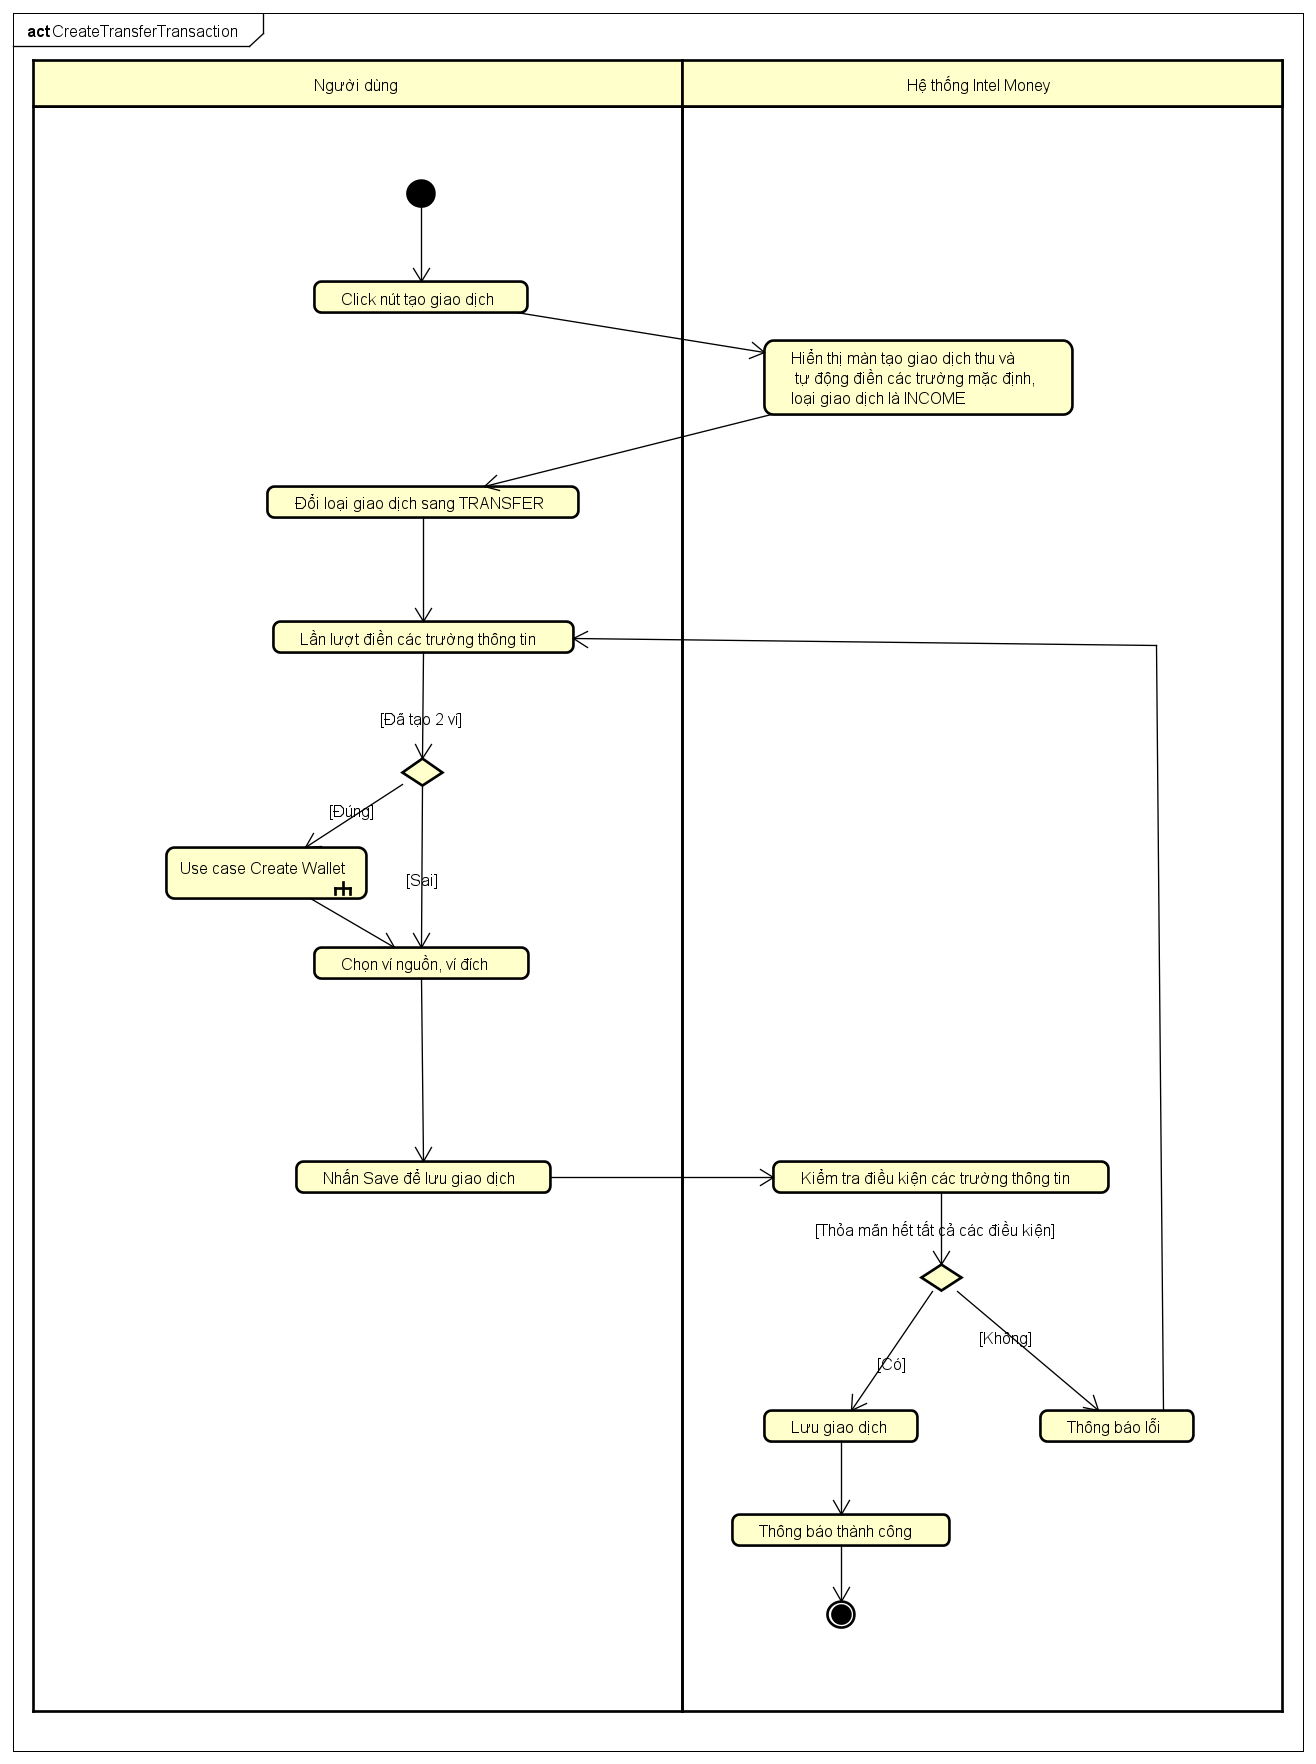 act CreateTransferTransaction
Người dùng
Hệ thống Intel Money
Click nút tạo giao dịch
Hiển thị màn tạo giao dịch thu và
tự động điền các trường mặc định,
loại giao dịch là INCOME
Đổi loại giao dịch sang TRANSFER
Lần lượt điền các trường thông tin
[Đã tạo 2 ví]
[Đúng]
Use case Create Wallet
[Sai]
Chọn ví nguồn, ví đích
Nhấn Save để lưu giao dịch
Kiểm tra điều kiện các trường thông tin
[Thỏa mãn hết tất cả các điều kiện]
[Không]
[Có]
Lưu giao dịch
Thông báo lỗi
Thông báo thành công